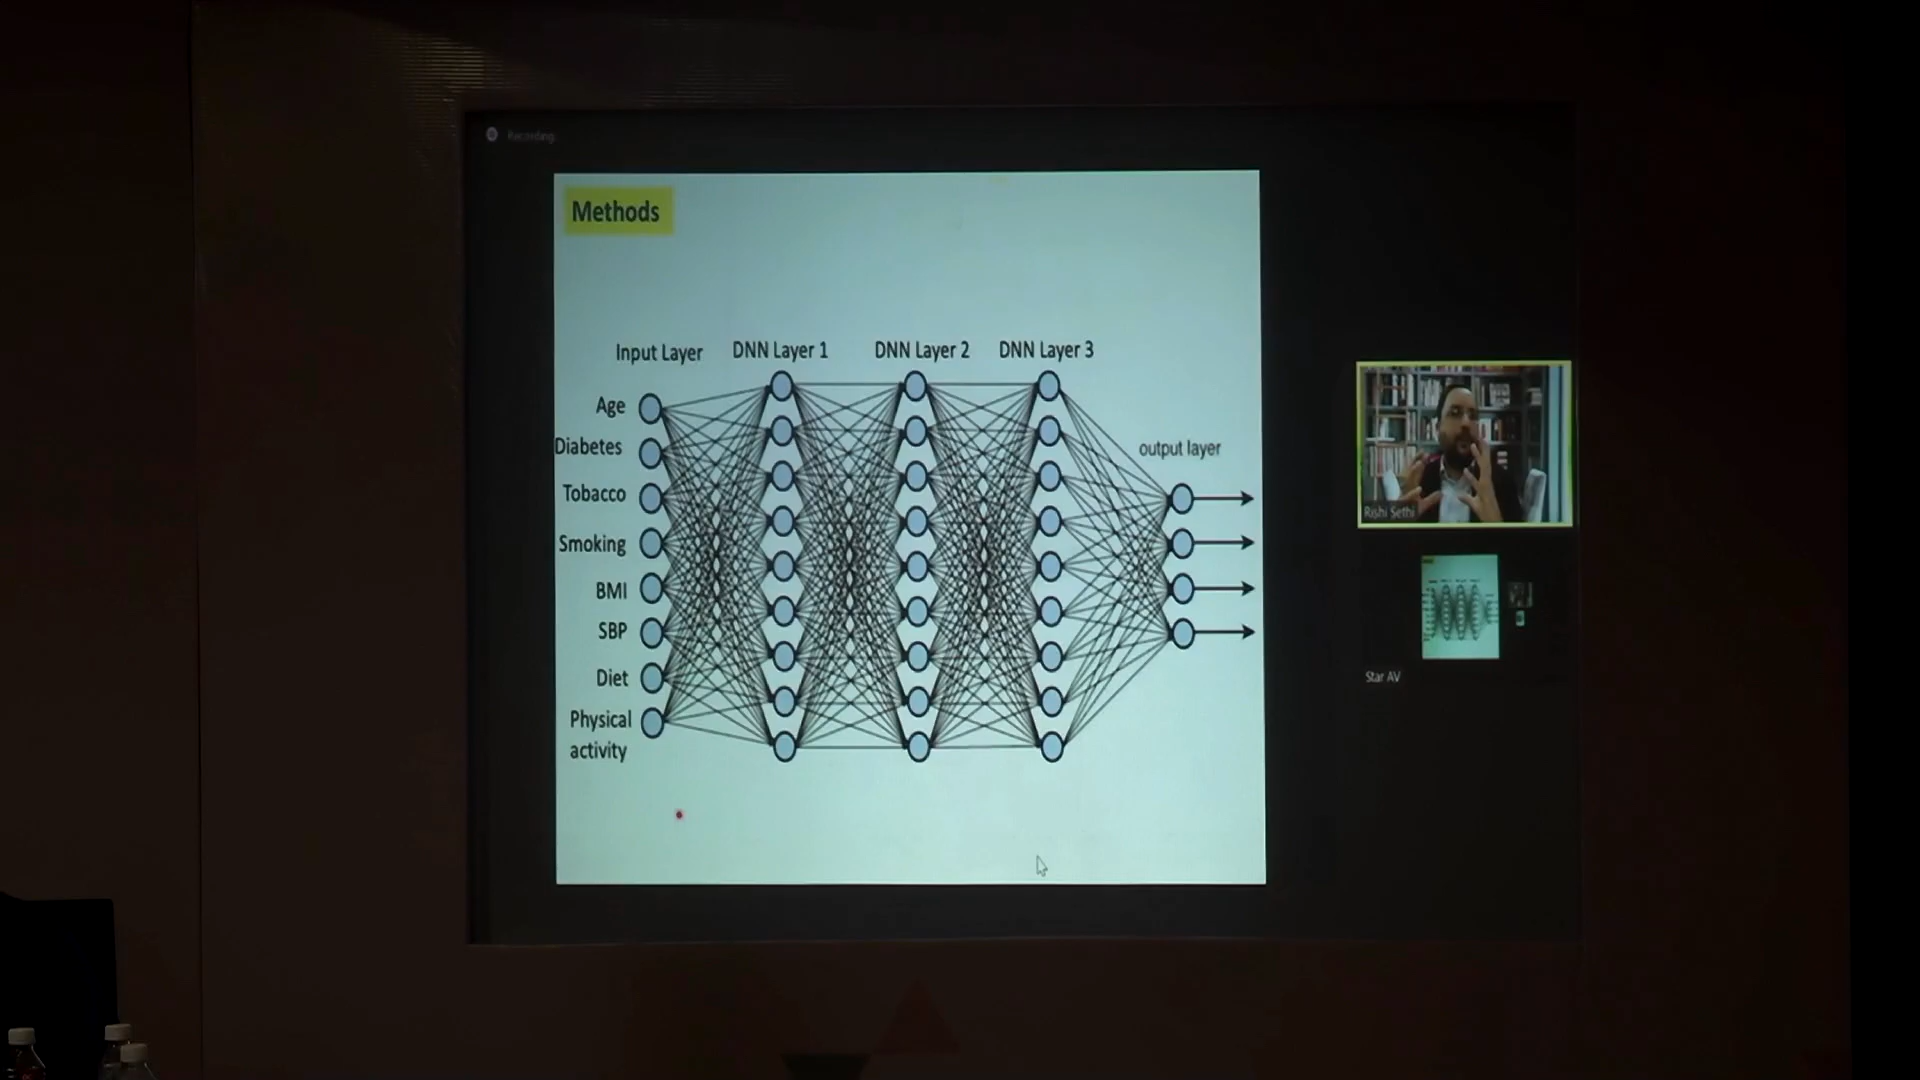 Recording
Methods
Input Layer
DNN Layer 1
DNN Layer 2
DNN Layer 3
Age
Diabetes
Tobacco
Smoking
BMI
SBP
Diet
Physical
activity
output layer
Rishi Sethi
Star AV